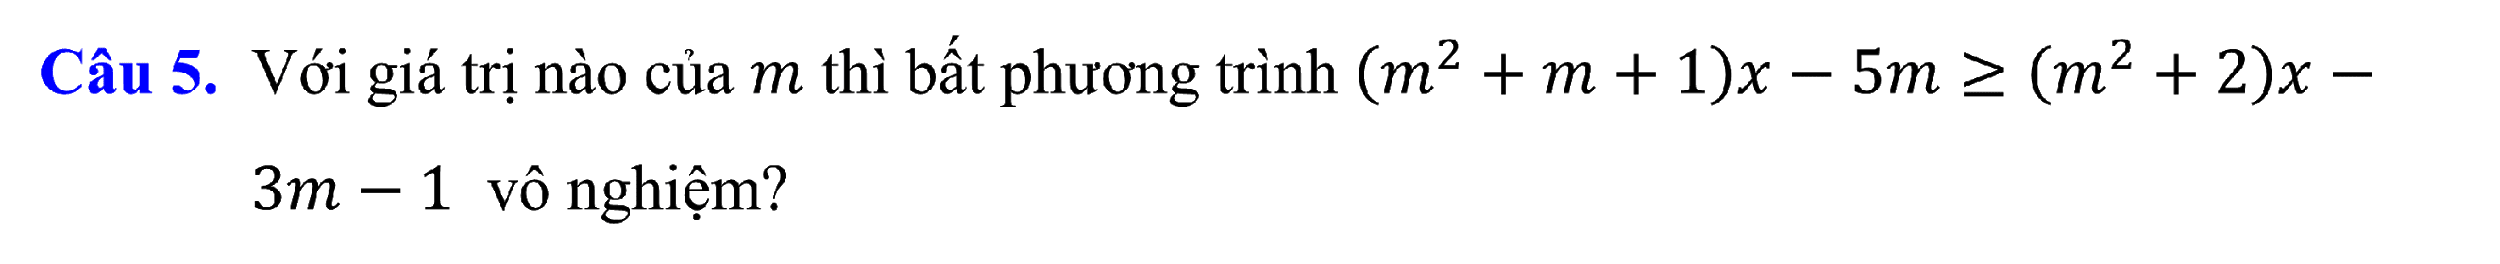 Câu 5. Với giá trị nào của m thì bất phương trình (m² + m + 1)x − 5m ≥ (m² + 2)x −
3m − 1 vô nghiệm?